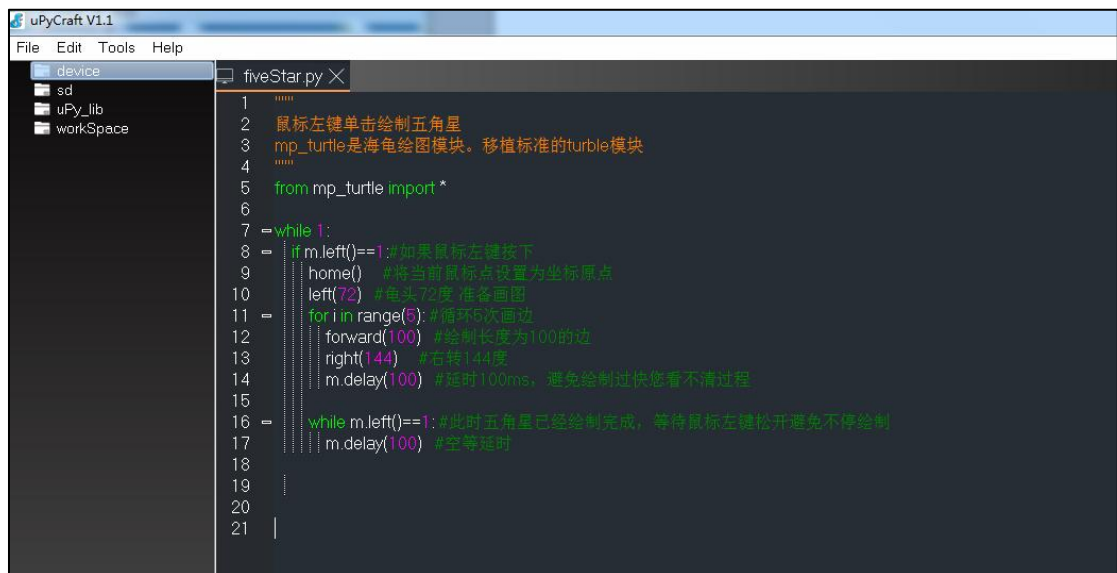 uPyCraft V1.1
File Edit Tools Help
device
sd
uPy_lib
workSpace
fiveStar.py
1 """
2 鼠标左键单击绘制五角星
3 mp_turtle是海龟绘图模块。移植标准的turble模块
4 """
5 from mp_turtle import *
6
7 while 1:
8 if m.left()==1:#如果鼠标左键按下
9 home() #将当前鼠标点设置为坐标原点
10 left(72) #龟头72度 准备画图
11 for i in range(5): #循环5次画边
12 forward(100) #绘制长度为100的边
13 right(144) #右转144度
14 m.delay(100) #延时100ms，避免绘制过快您看不清过程
15
16 while m.left()==1:#此时五角星已经绘制完成，等待鼠标左键松开避免不停绘制
17 m.delay(100) #空等延时
18
19
20
21